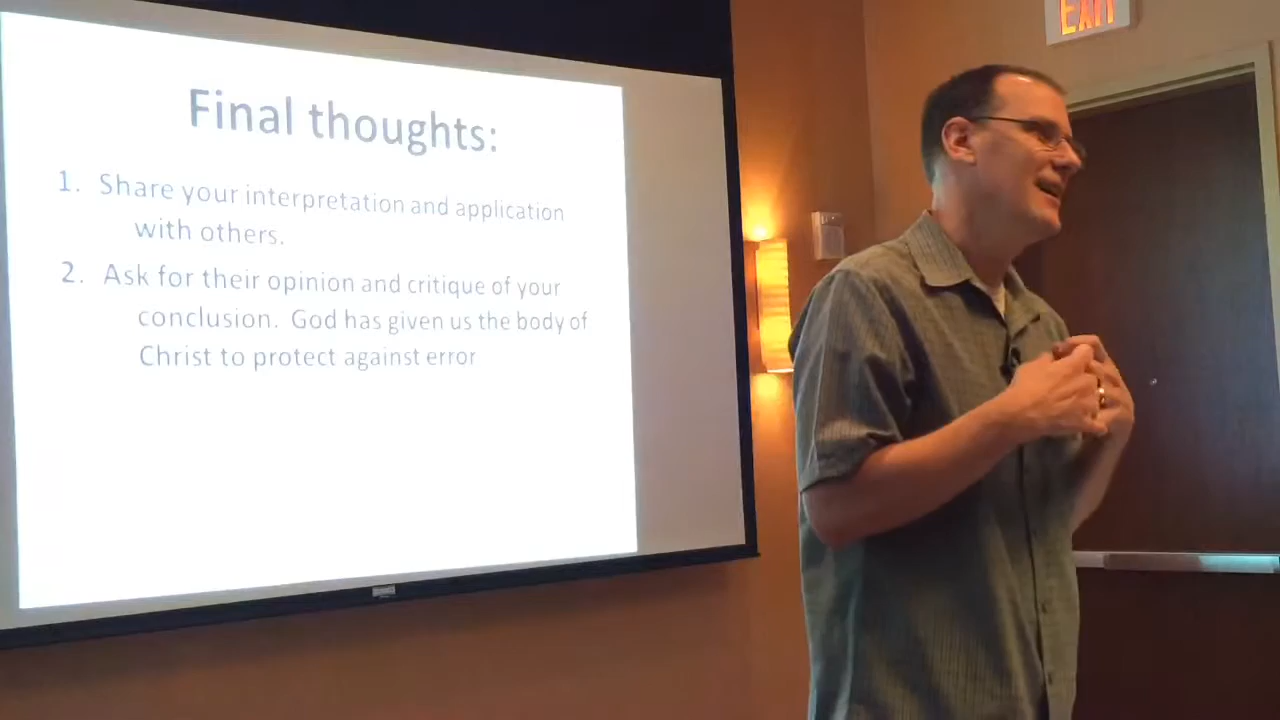 EXIT
Final thoughts:
1. Share your interpretation and application
with others.
2. Ask for their opinion and critique of your
conclusion. God has given us the body of
Christ to protect against error